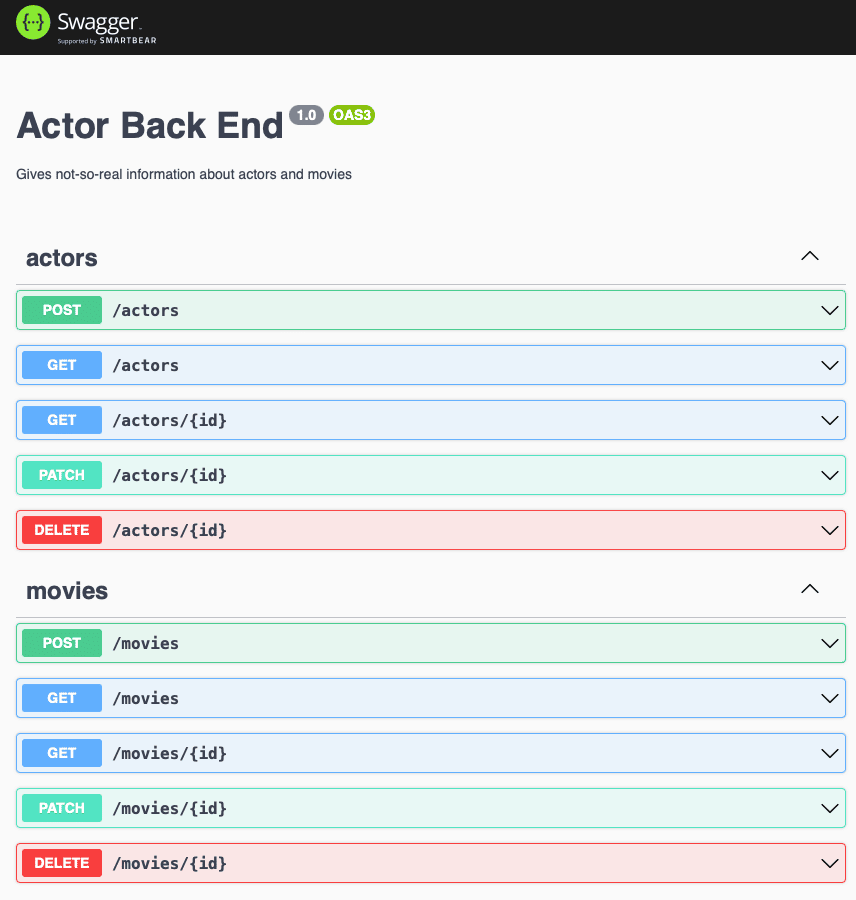 {···} Swagger.
Supported by SMARTBEAR
Actor Back End 1.0 OAS3
Gives not-so-real information about actors and movies
actors
POST /actors
GET /actors
GET /actors/{id}
PATCH /actors/{id}
DELETE /actors/{id}
movies
POST /movies
GET /movies
GET /movies/{id}
PATCH /movies/{id}
DELETE /movies/{id}